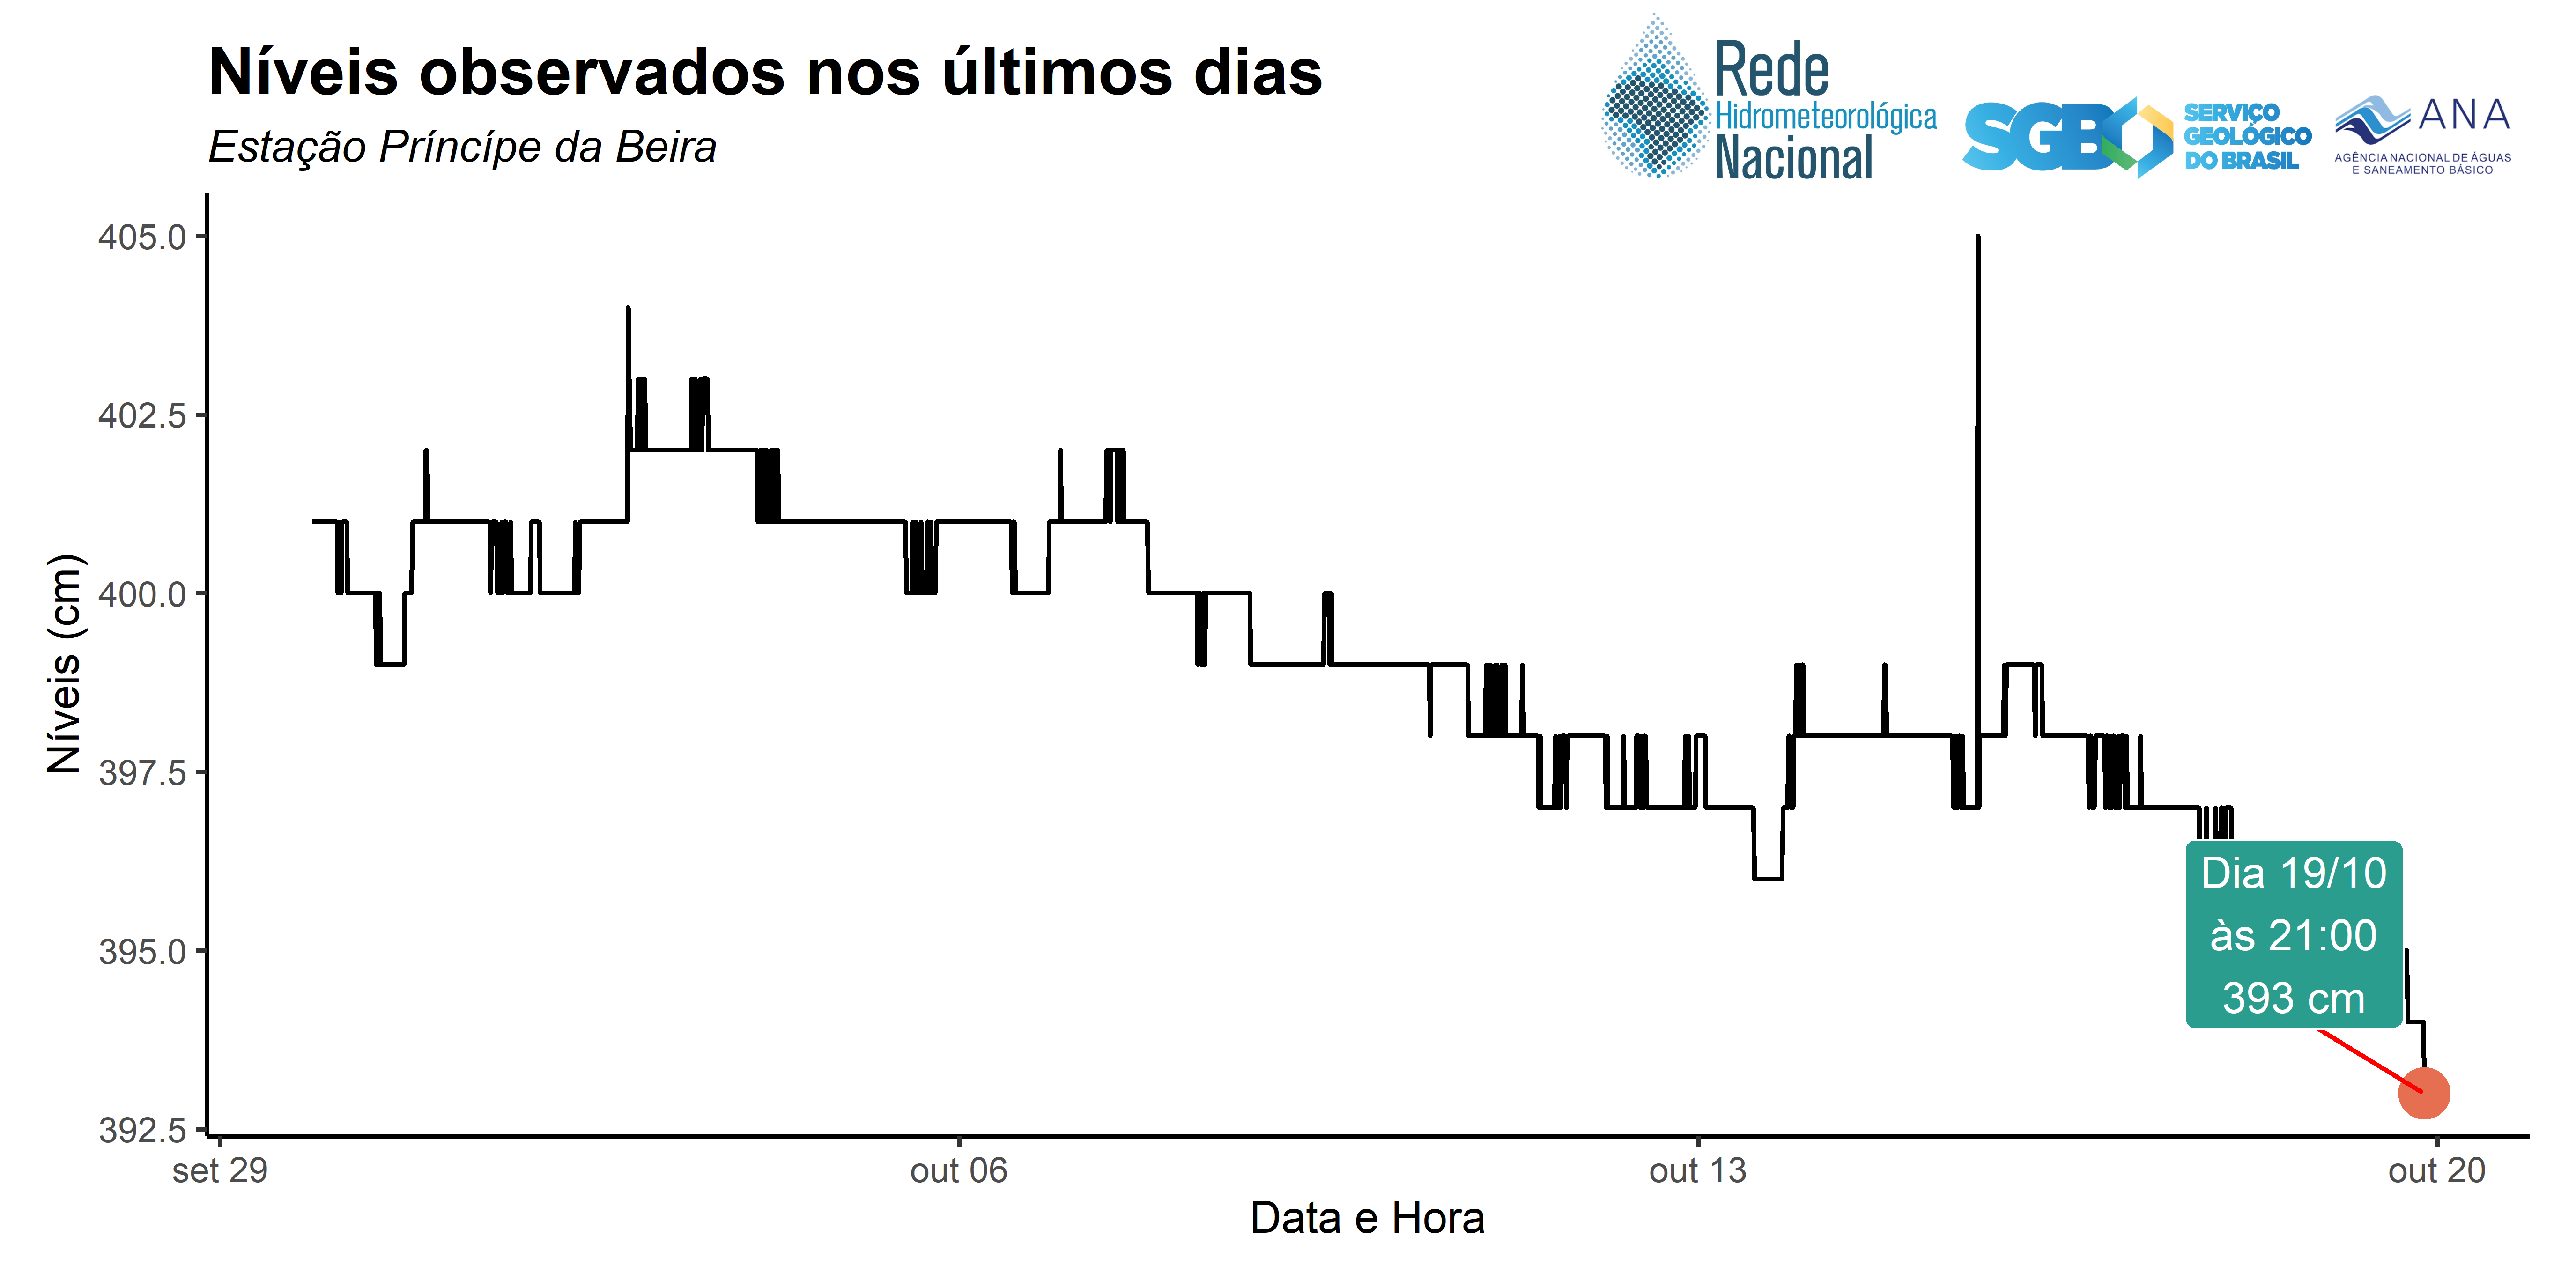 Níveis observados nos últimos dias
Estação Príncípe da Beira
Rede
Hidrometeorológica
Nacional
SGB
SERVIÇO
GEOLÓGICO
DO BRASIL
ANA
AGÊNCIA NACIONAL DE ÁGUAS
E SANEAMENTO BÁSICO
Níveis (cm)
405.0
402.5
400.0
397.5
395.0
392.5
Dia 19/10
às 21:00
393 cm
set 29
out 06
out 13
out 20
Data e Hora